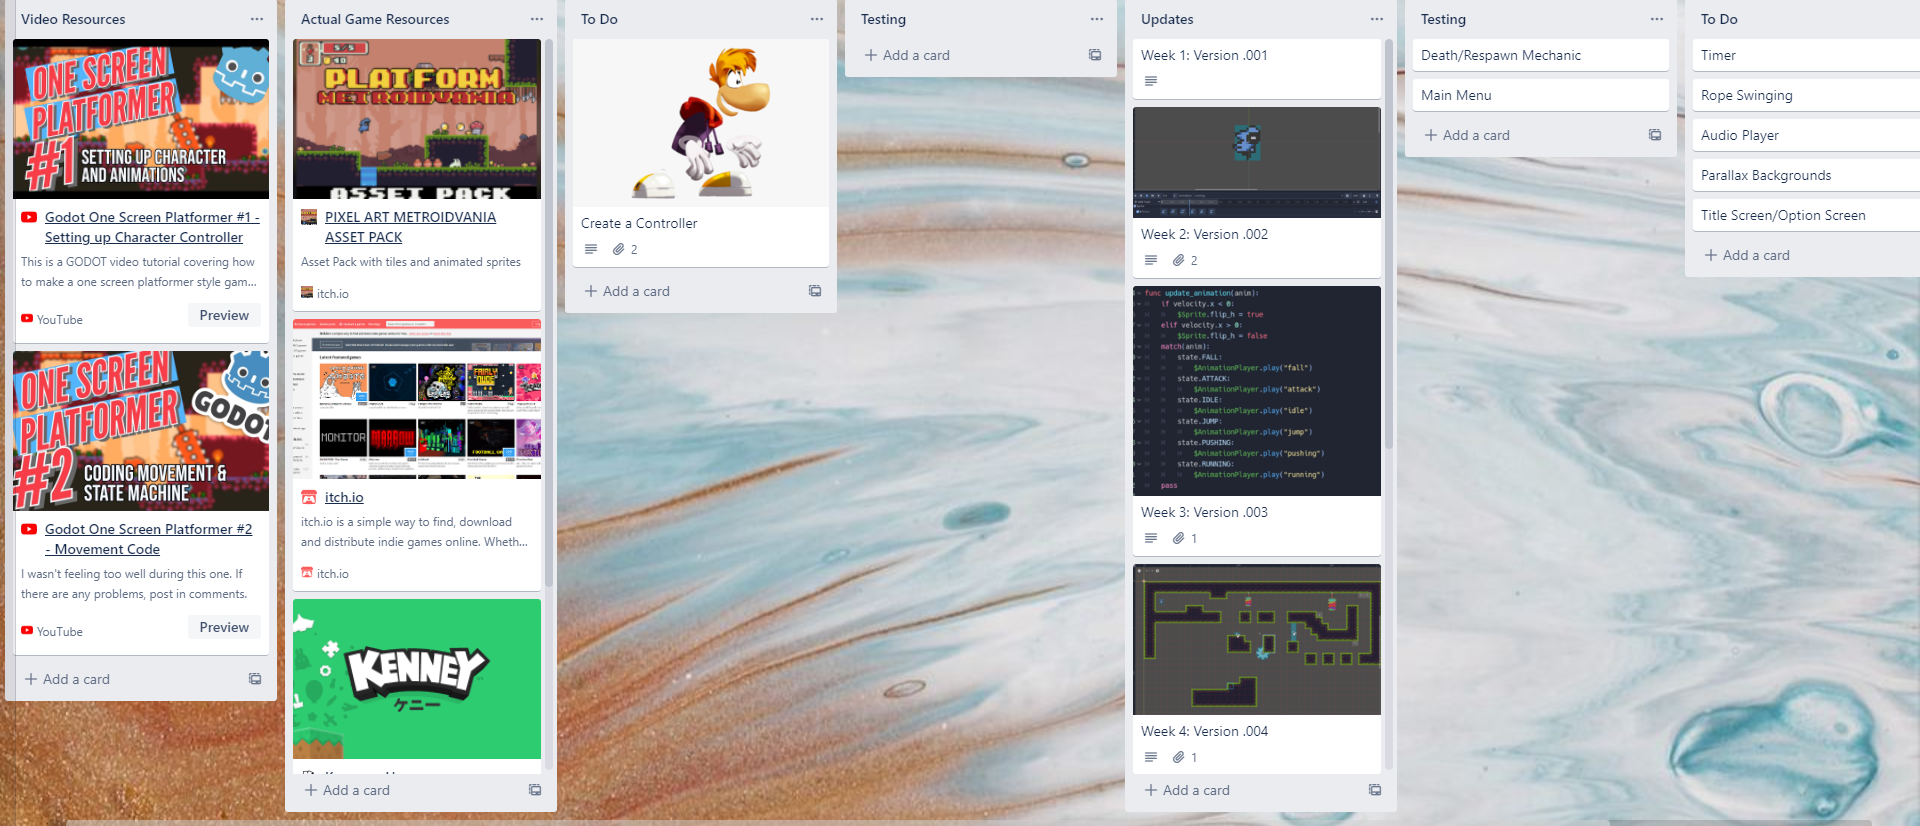 Video Resources
ONE SCREEN
PLATFORMER
#1 SETTING UP CHARACTER
AND ANIMATIONS
Godot One Screen Platformer #1 -
Setting up Character Controller
This is a GODOT video tutorial covering how
to make a one screen platformer style gam...
YouTube
Preview
ONE SCREEN
PLATFORMER
GODOT
#2 CODING MOVEMENT &
STATE MACHINE
Godot One Screen Platformer #2
- Movement Code
I wasn't feeling too well during this one. If
there are any problems, post in comments.
YouTube
Preview
+ Add a card
Actual Game Resources
5/5
40
PLATFORM
METROIDVANIA
ASSET PACK
PIXEL ART METROIDVANIA
ASSET PACK
Asset Pack with tiles and animated sprites
itch.io
MONITOR
itch.io
itch.io is a simple way to find, download
and distribute indie games online. Wheth...
itch.io
KENNEY
ケニー
+ Add a card
To Do
Create a Controller
2
+ Add a card
Testing
+ Add a card
Updates
Week 1: Version .001
Week 2: Version .002
2
func update_animation(anim):
if velocity.x < 0:
$Sprite.flip_h = true
elif velocity.x > 0:
$Sprite.flip_h = false
match(anim):
state.FALL:
$AnimationPlayer.play("fall")
state.ATTACK:
$AnimationPlayer.play("attack")
state.IDLE:
$AnimationPlayer.play("idle")
state.JUMP:
$AnimationPlayer.play("jump")
state.PUSHING:
$AnimationPlayer.play("pushing")
state.RUNNING:
$AnimationPlayer.play("running")
pass
Week 3: Version .003
1
Week 4: Version .004
1
+ Add a card
Testing
Death/Respawn Mechanic
Main Menu
+ Add a card
To Do
Timer
Rope Swinging
Audio Player
Parallax Backgrounds
Title Screen/Option Screen
+ Add a card